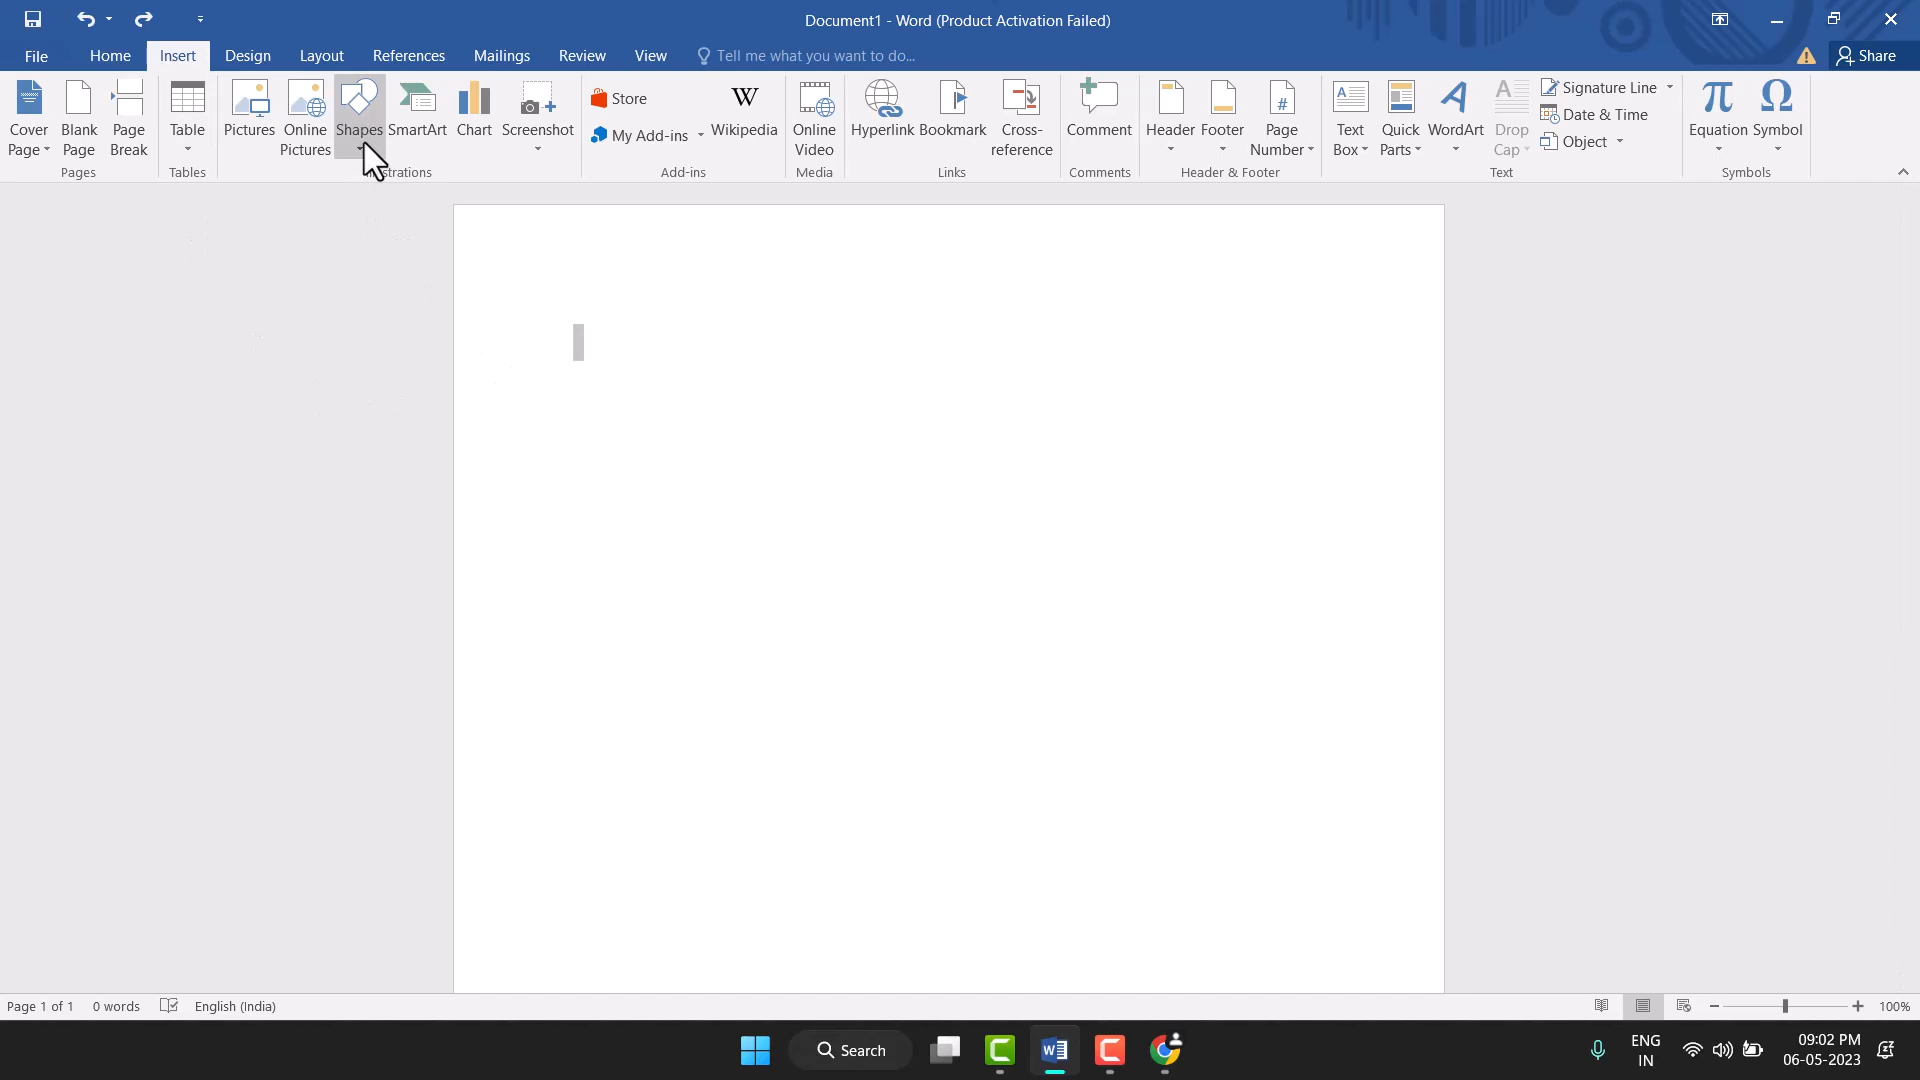 Document1 - Word (Product Activation Failed)
File Home Insert Design Layout References Mailings Review View Tell me what you want to do... Share
Cover Page
Blank Page
Page Break
Pages
Table
Tables
Pictures
Online Pictures
Shapes
SmartArt
Chart
Screenshot
Store
My Add-ins
Wikipedia
Add-ins
Online Video
Media
Hyperlink
Bookmark
Cross-reference
Links
Comment
Comments
Header
Footer
Page Number
Header & Footer
Text Box
Quick Parts
WordArt
Drop Cap
Signature Line
Date & Time
Object
Text
Equation
Symbol
Symbols
Page 1 of 1 0 words English (India) 100%
Search
ENG IN
09:02 PM
06-05-2023